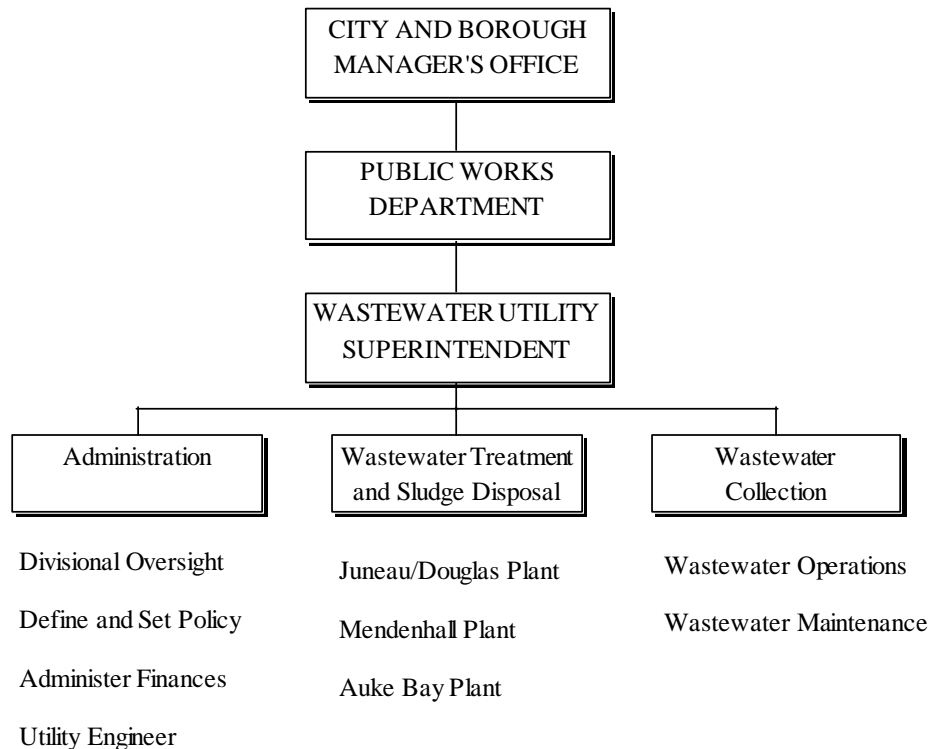 CITY AND BOROUGH
MANAGER'S OFFICE
PUBLIC WORKS
DEPARTMENT
WASTEWATER UTILITY
SUPERINTENDENT
Administration
Wastewater Treatment
and Sludge Disposal
Wastewater
Collection
Divisional Oversight
Define and Set Policy
Administer Finances
Utility Engineer
Juneau/Douglas Plant
Mendenhall Plant
Auke Bay Plant
Wastewater Operations
Wastewater Maintenance